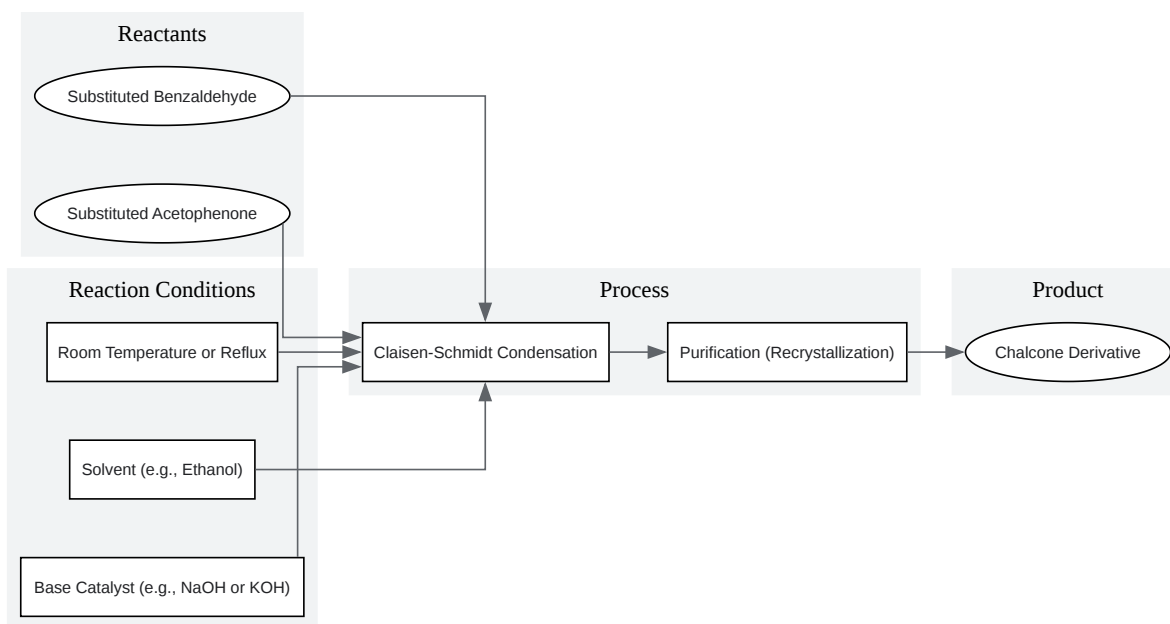 Reactants
Substituted Benzaldehyde
Substituted Acetophenone
Reaction Conditions
Room Temperature or Reflux
Solvent (e.g., Ethanol)
Base Catalyst (e.g., NaOH or KOH)
Process
Claisen-Schmidt Condensation
Purification (Recrystallization)
Product
Chalcone Derivative